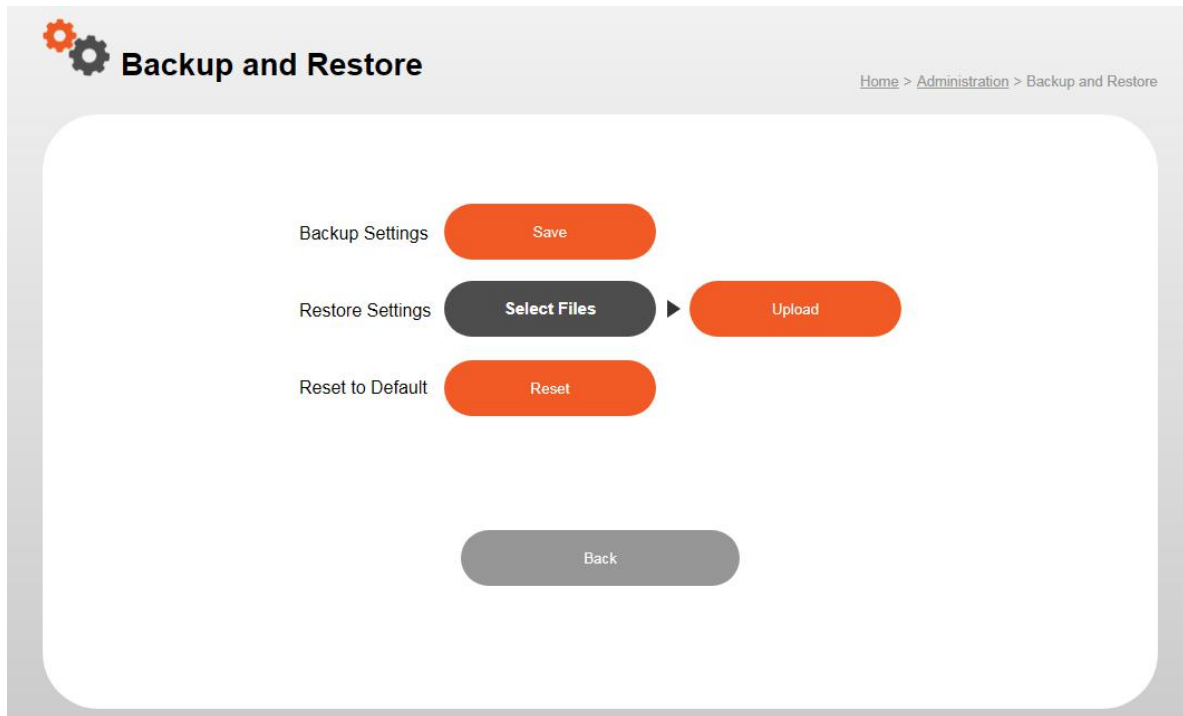 Backup and Restore
Home > Administration > Backup and Restore
Backup Settings Save
Restore Settings Select Files Upload
Reset to Default Reset
Back